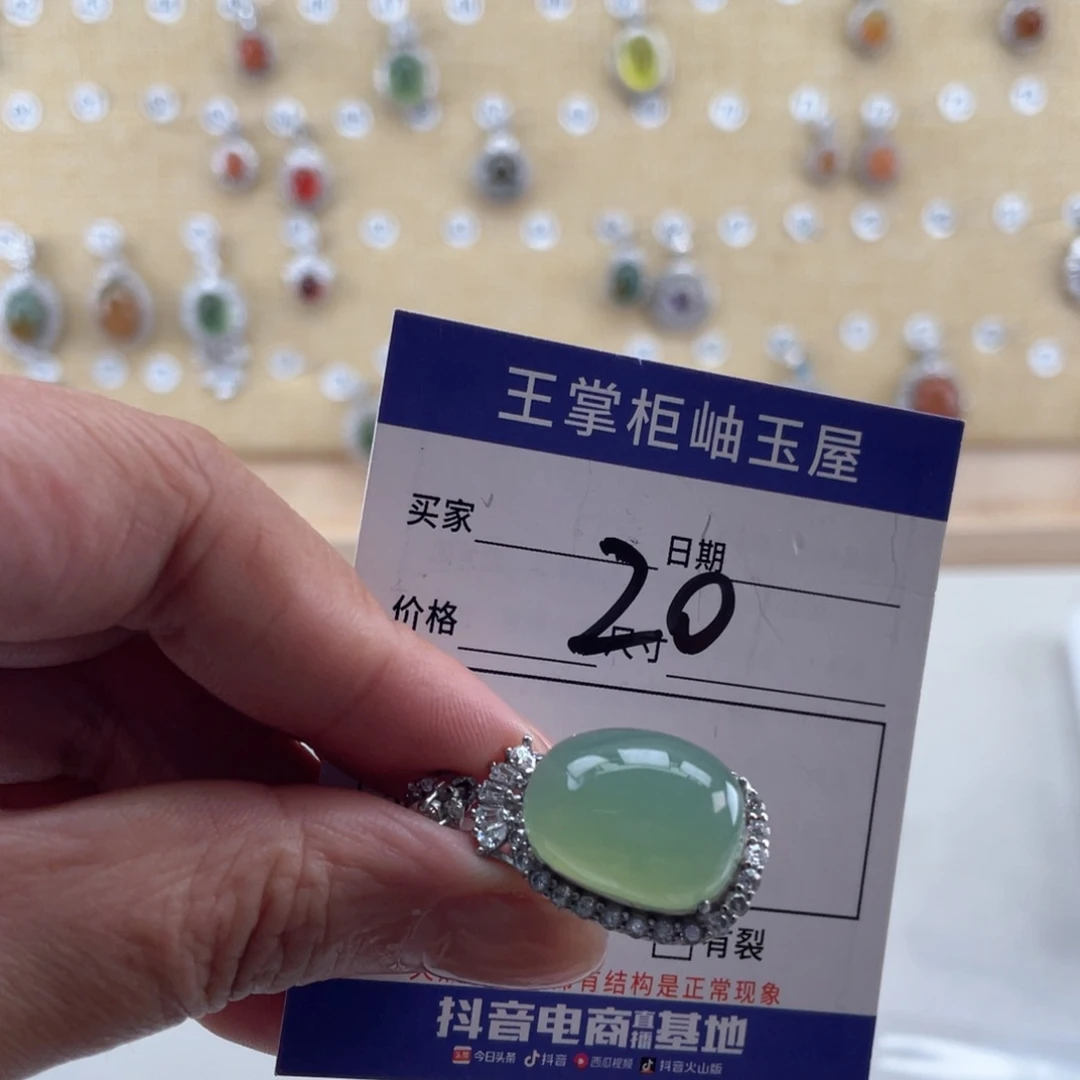 王掌柜岫玉屋
买家 日期
20
价格 尺寸
有裂
有结构是正常现象
抖音电商直播基地
今日头条 抖音 西瓜视频 抖音火山版